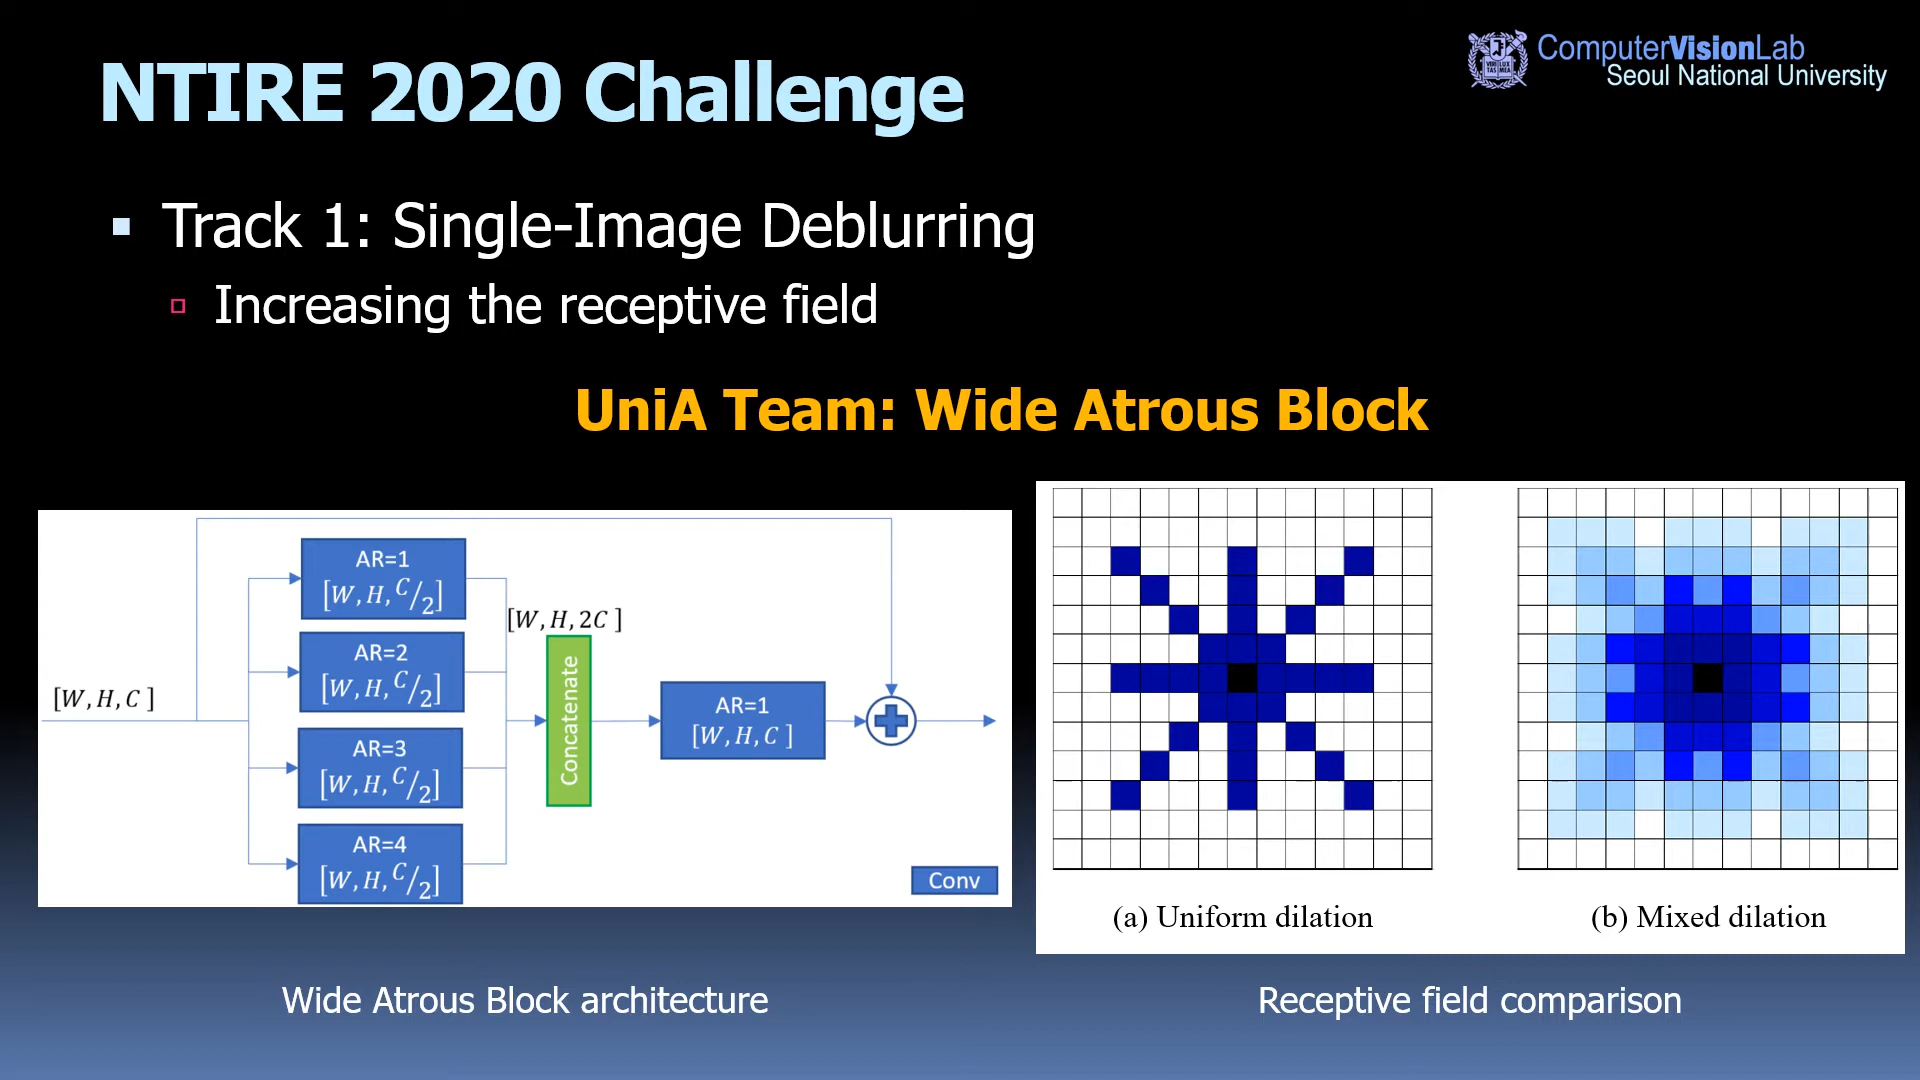 NTIRE 2020 Challenge
ComputerVisionLab
Seoul National University
Track 1: Single-Image Deblurring
Increasing the receptive field
UniA Team: Wide Atrous Block
[W, H, C ]
AR=1
[W, H, C/2]
AR=2
[W, H, C/2]
AR=3
[W, H, C/2]
AR=4
[W, H, C/2]
[W, H, 2C ]
Concatenate
AR=1
[W, H, C ]
Conv
(a) Uniform dilation
(b) Mixed dilation
Wide Atrous Block architecture
Receptive field comparison